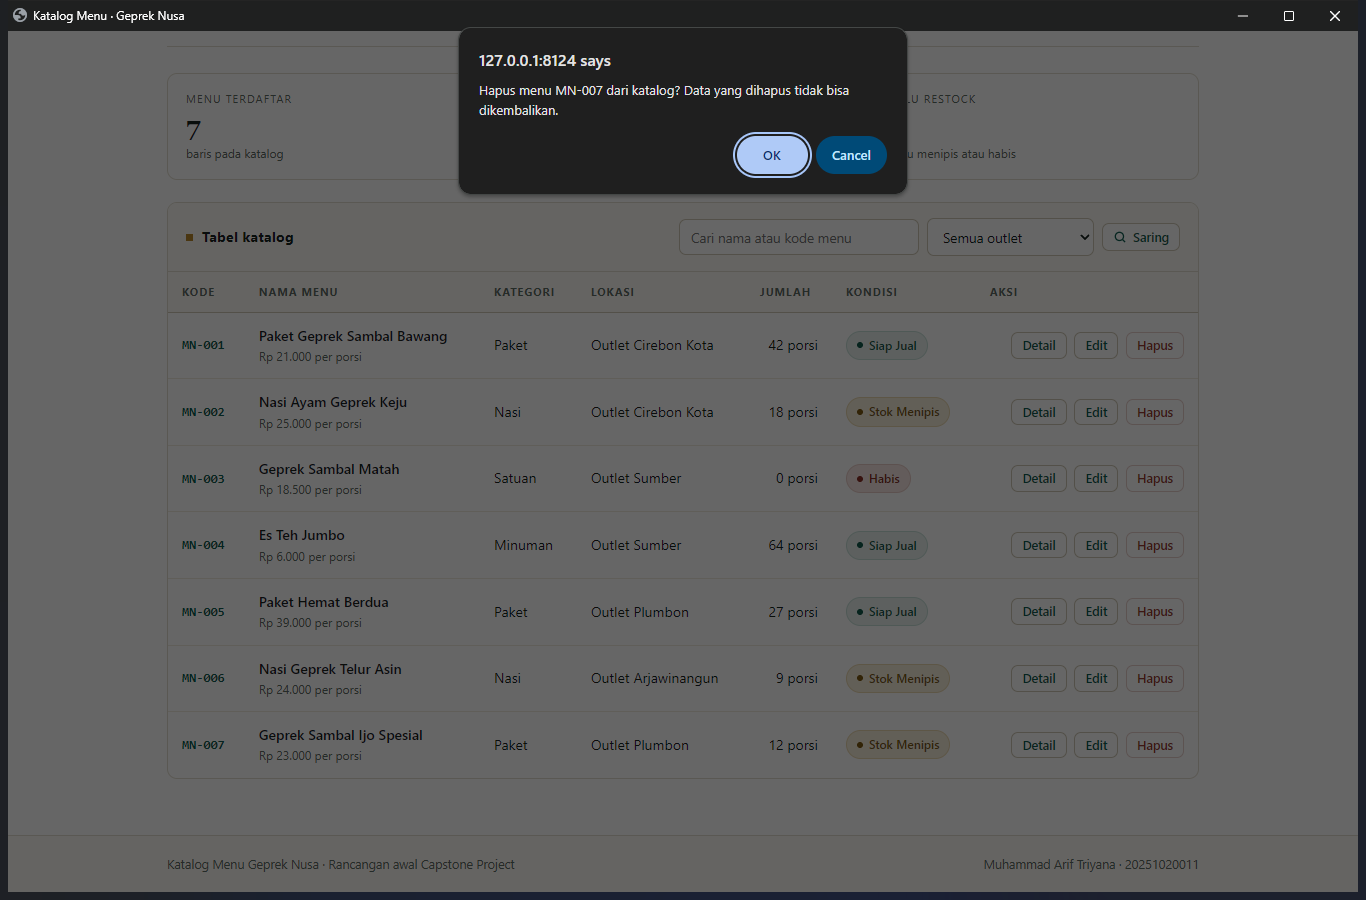 Katalog Menu · Geprek Nusa
127.0.0.1:8124 says
Hapus menu MN-007 dari katalog? Data yang dihapus tidak bisa
dikembalikan.
OK
Cancel
MENU TERDAFTAR
7
baris pada katalog
RESTOCK
menipis atau habis
Tabel katalog
Cari nama atau kode menu
Semua outlet
Saring
KODE NAMA MENU KATEGORI LOKASI JUMLAH KONDISI AKSI
MN-001 Paket Geprek Sambal Bawang Paket Outlet Cirebon Kota 42 porsi Siap Jual Detail Edit Hapus
Rp 21.000 per porsi
MN-002 Nasi Ayam Geprek Keju Nasi Outlet Cirebon Kota 18 porsi Stok Menipis Detail Edit Hapus
Rp 25.000 per porsi
MN-003 Geprek Sambal Matah Satuan Outlet Sumber 0 porsi Habis Detail Edit Hapus
Rp 18.500 per porsi
MN-004 Es Teh Jumbo Minuman Outlet Sumber 64 porsi Siap Jual Detail Edit Hapus
Rp 6.000 per porsi
MN-005 Paket Hemat Berdua Paket Outlet Plumbon 27 porsi Siap Jual Detail Edit Hapus
Rp 39.000 per porsi
MN-006 Nasi Geprek Telur Asin Nasi Outlet Arjawinangun 9 porsi Stok Menipis Detail Edit Hapus
Rp 24.000 per porsi
MN-007 Geprek Sambal Ijo Spesial Paket Outlet Plumbon 12 porsi Stok Menipis Detail Edit Hapus
Rp 23.000 per porsi
Katalog Menu Geprek Nusa · Rancangan awal Capstone Project
Muhammad Arif Triyana · 20251020011